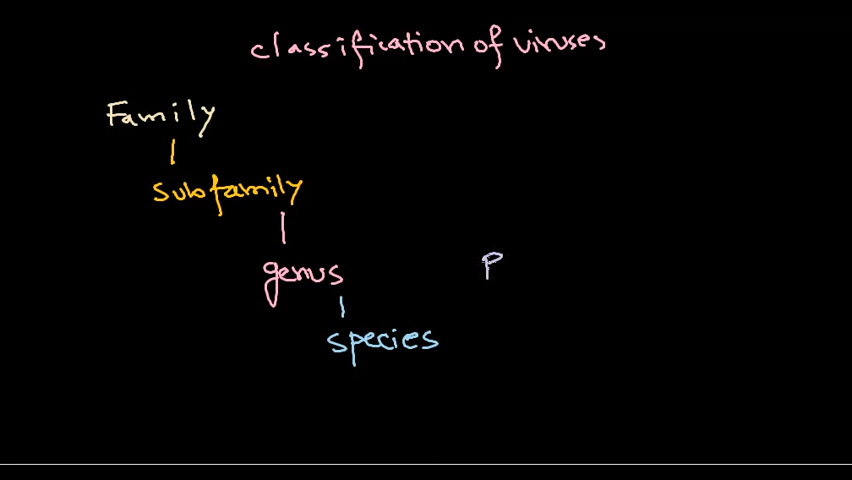 classification of viruses
Family
subfamily
genus
P
species